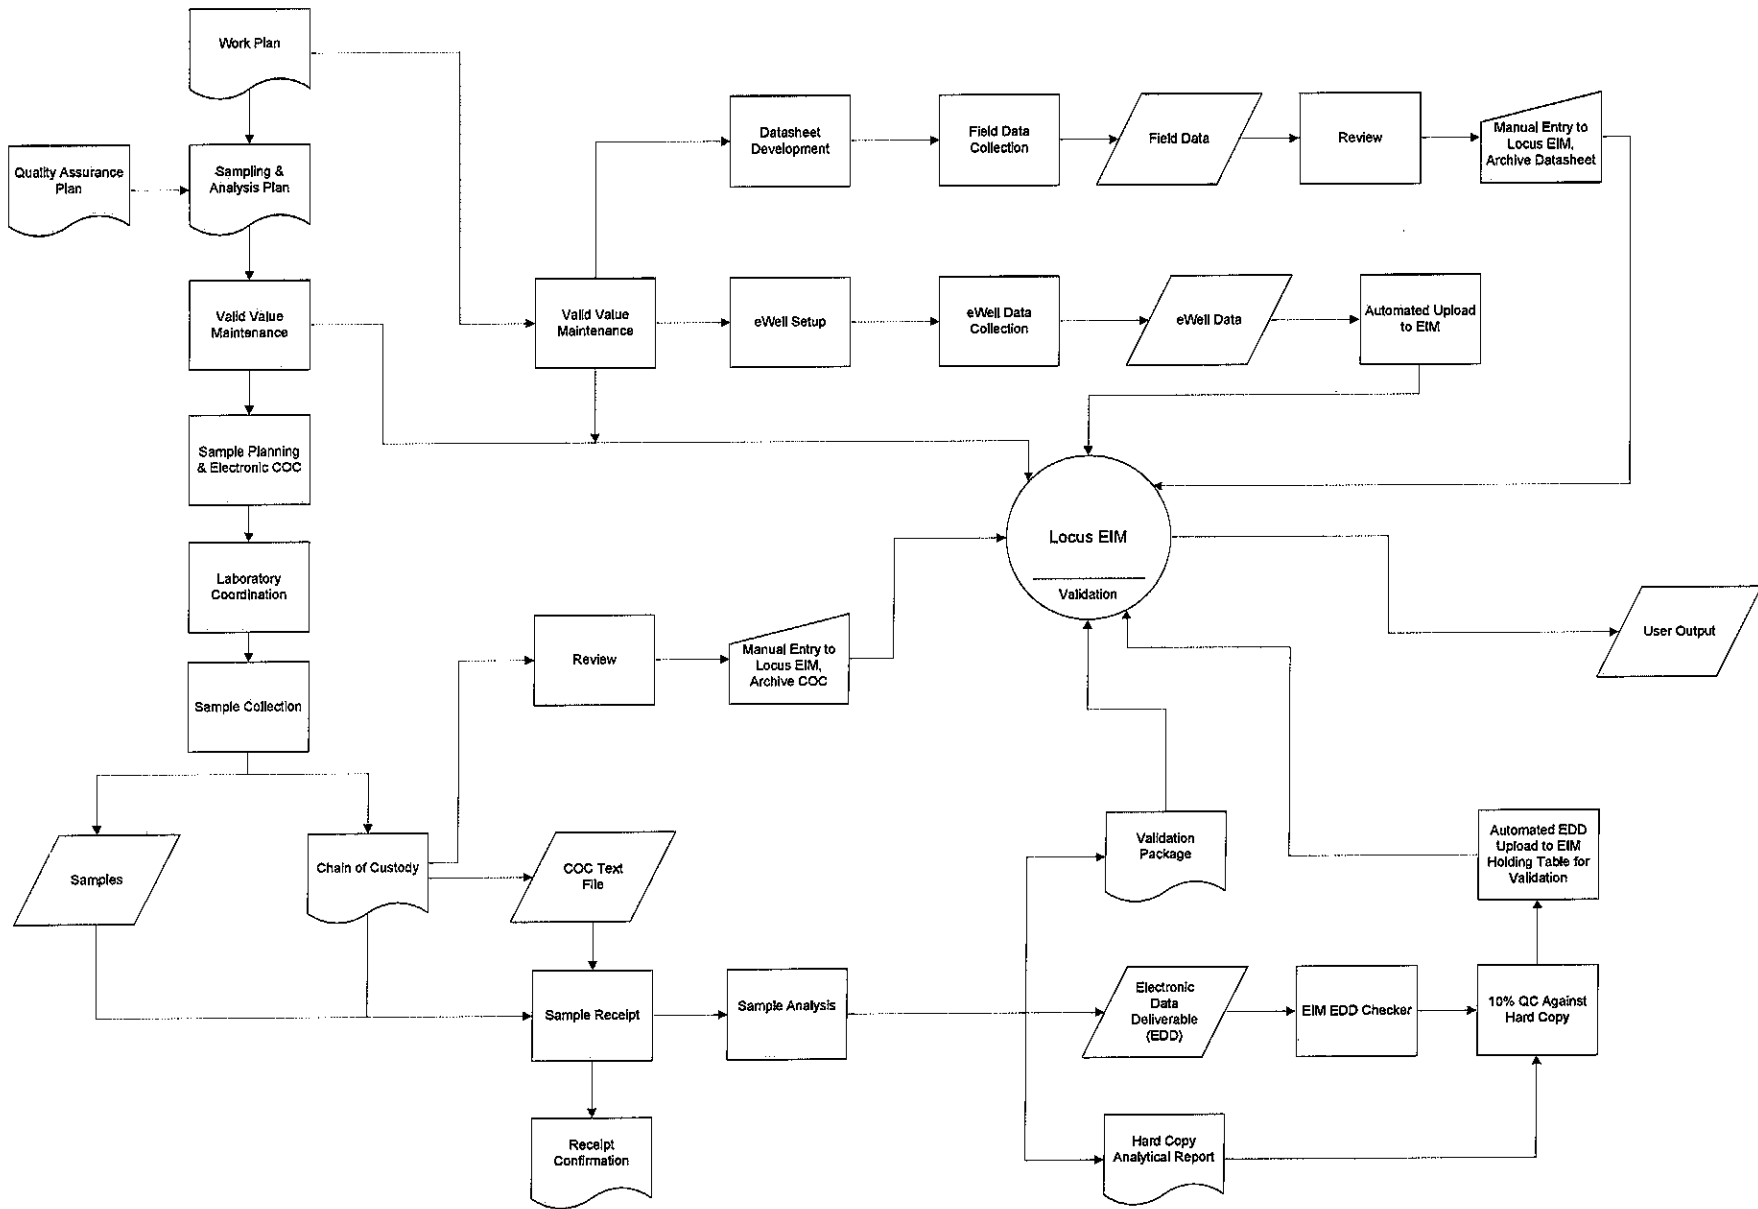 Work Plan
Quality Assurance
Plan
Sampling &
Analysis Plan
Datasheet
Development
Field Data
Collection
Field Data
Review
Manual Entry to
Locus EIM,
Archive Datasheet
Valid Value
Maintenance
Valid Value
Maintenance
eWell Setup
eWell Data
Collection
eWell Data
Automated Upload
to EIM
Sample Planning
& Electronic COC
Laboratory
Coordination
Sample Collection
Review
Manual Entry to
Locus EIM,
Archive COC
Locus EIM
Validation
User Output
Samples
Chain of Custody
COC Text
File
Validation
Package
Automated EDD
Upload to EIM
Holding Table for
Validation
Sample Receipt
Sample Analysis
Electronic
Data
Deliverable
(EDD)
EIM EDD Checker
10% QC Against
Hard Copy
Receipt
Confirmation
Hard Copy
Analytical Report